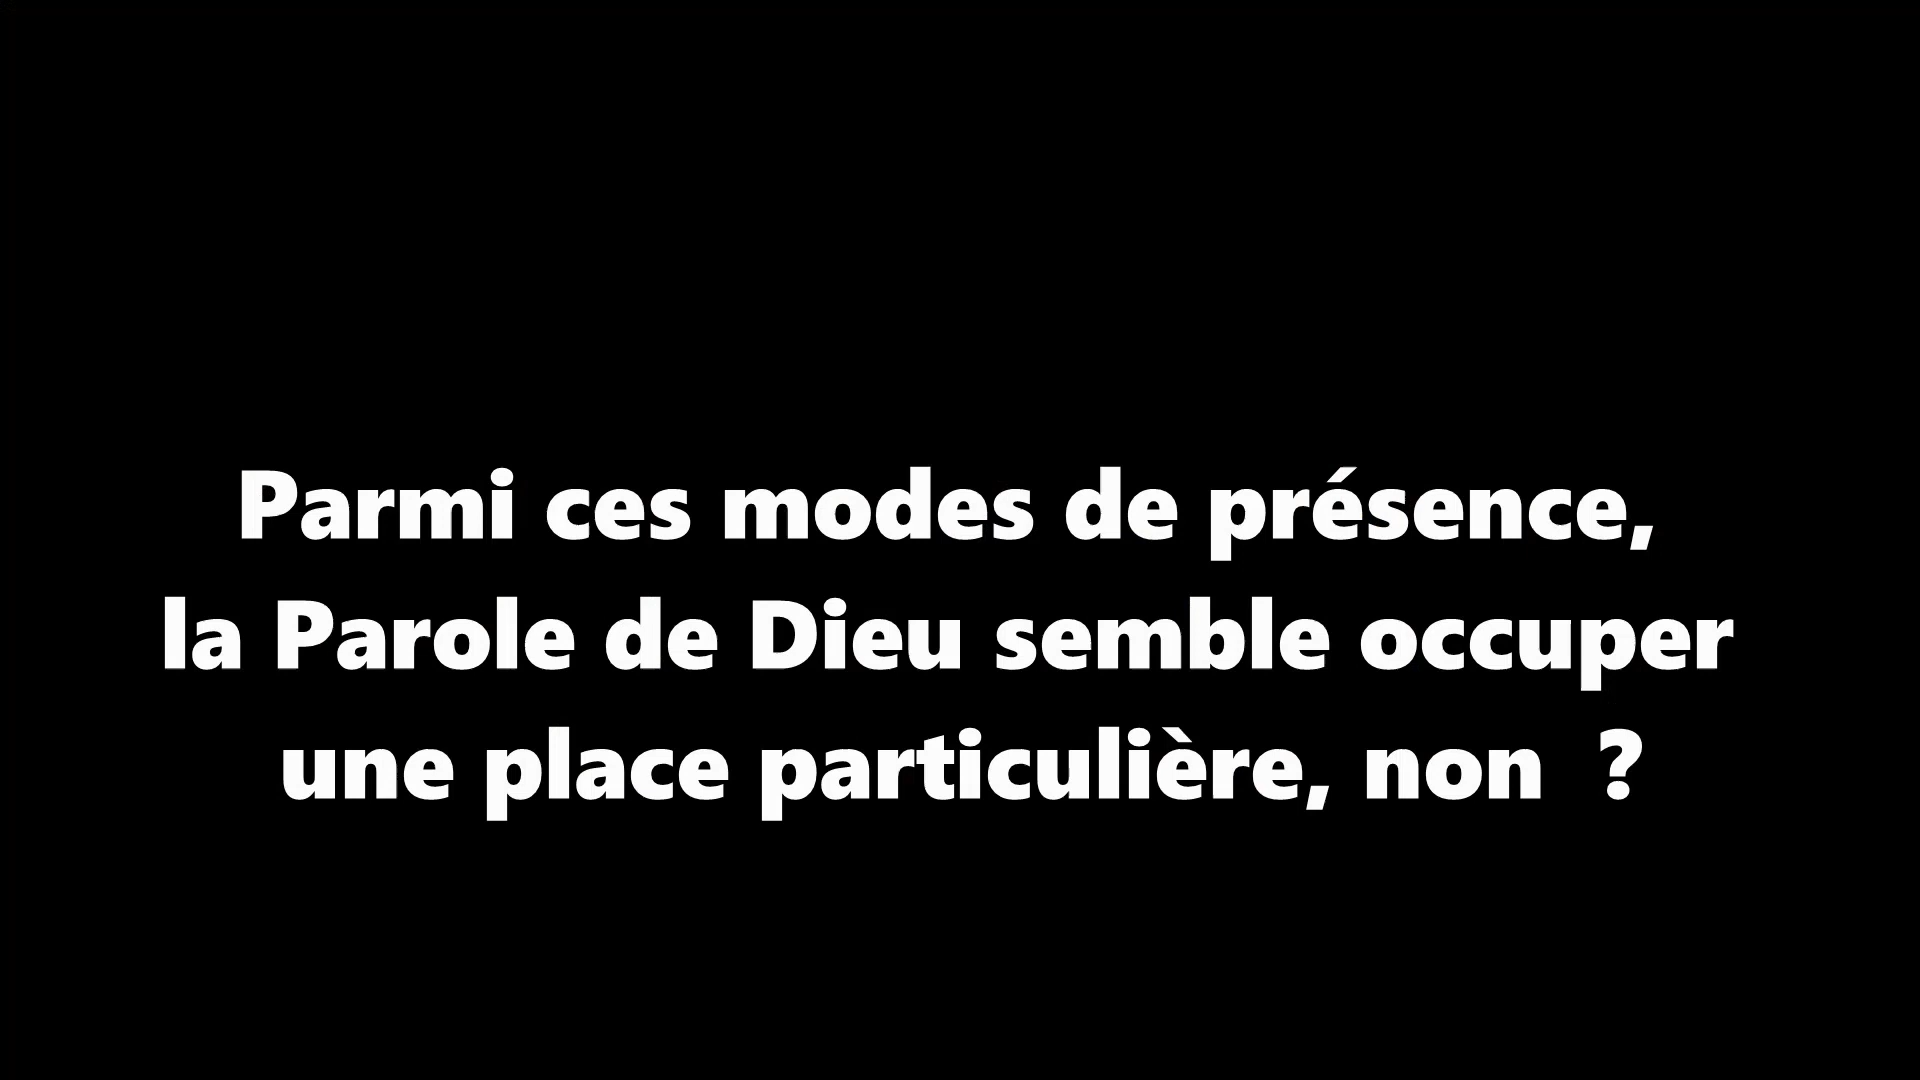 Parmi ces modes de présence,
la Parole de Dieu semble occuper
une place particulière, non ?